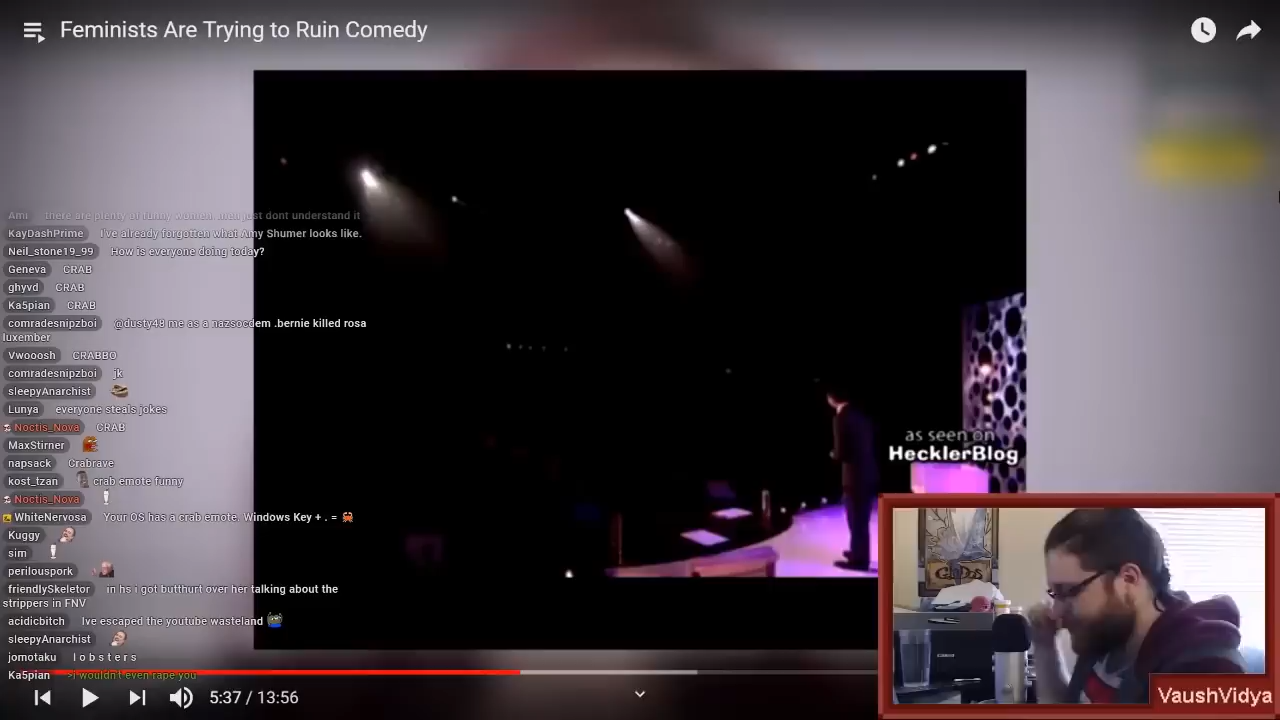 Feminists Are Trying to Ruin Comedy
Ami there are plenty of funny women. men just dont understand it
KayDashPrime I've already forgotten what Amy Shumer looks like.
Neil_stone19_99 How is everyone doing today?
Geneva CRAB
ghyvd CRAB
Ka5pian CRAB
comradesnipzboi @dusty48 me as a nazsocdem .bernie killed rosa
luxember
Vwooosh CRABBO
comradesnipzboi jk
sleepyAnarchist
Lunya everyone steals jokes
Noctis_Nova CRAB
MaxStirner
napsack Crabrave
kost_tzan crab emote funny
Noctis_Nova
WhiteNervosa Your OS has a crab emote. Windows Key + . = 🦀
Kuggy
sim
perilouspork
friendlySkeletor in hs i got butthurt over her talking about the
strippers in FNV
acidicbitch Ive escaped the youtube wasteland
sleepyAnarchist
jomotaku l o b s t e r s
Ka5pian >i wouldn't even rape you
as seen on
HecklerBlog
5:37 / 13:56
VaushVidya